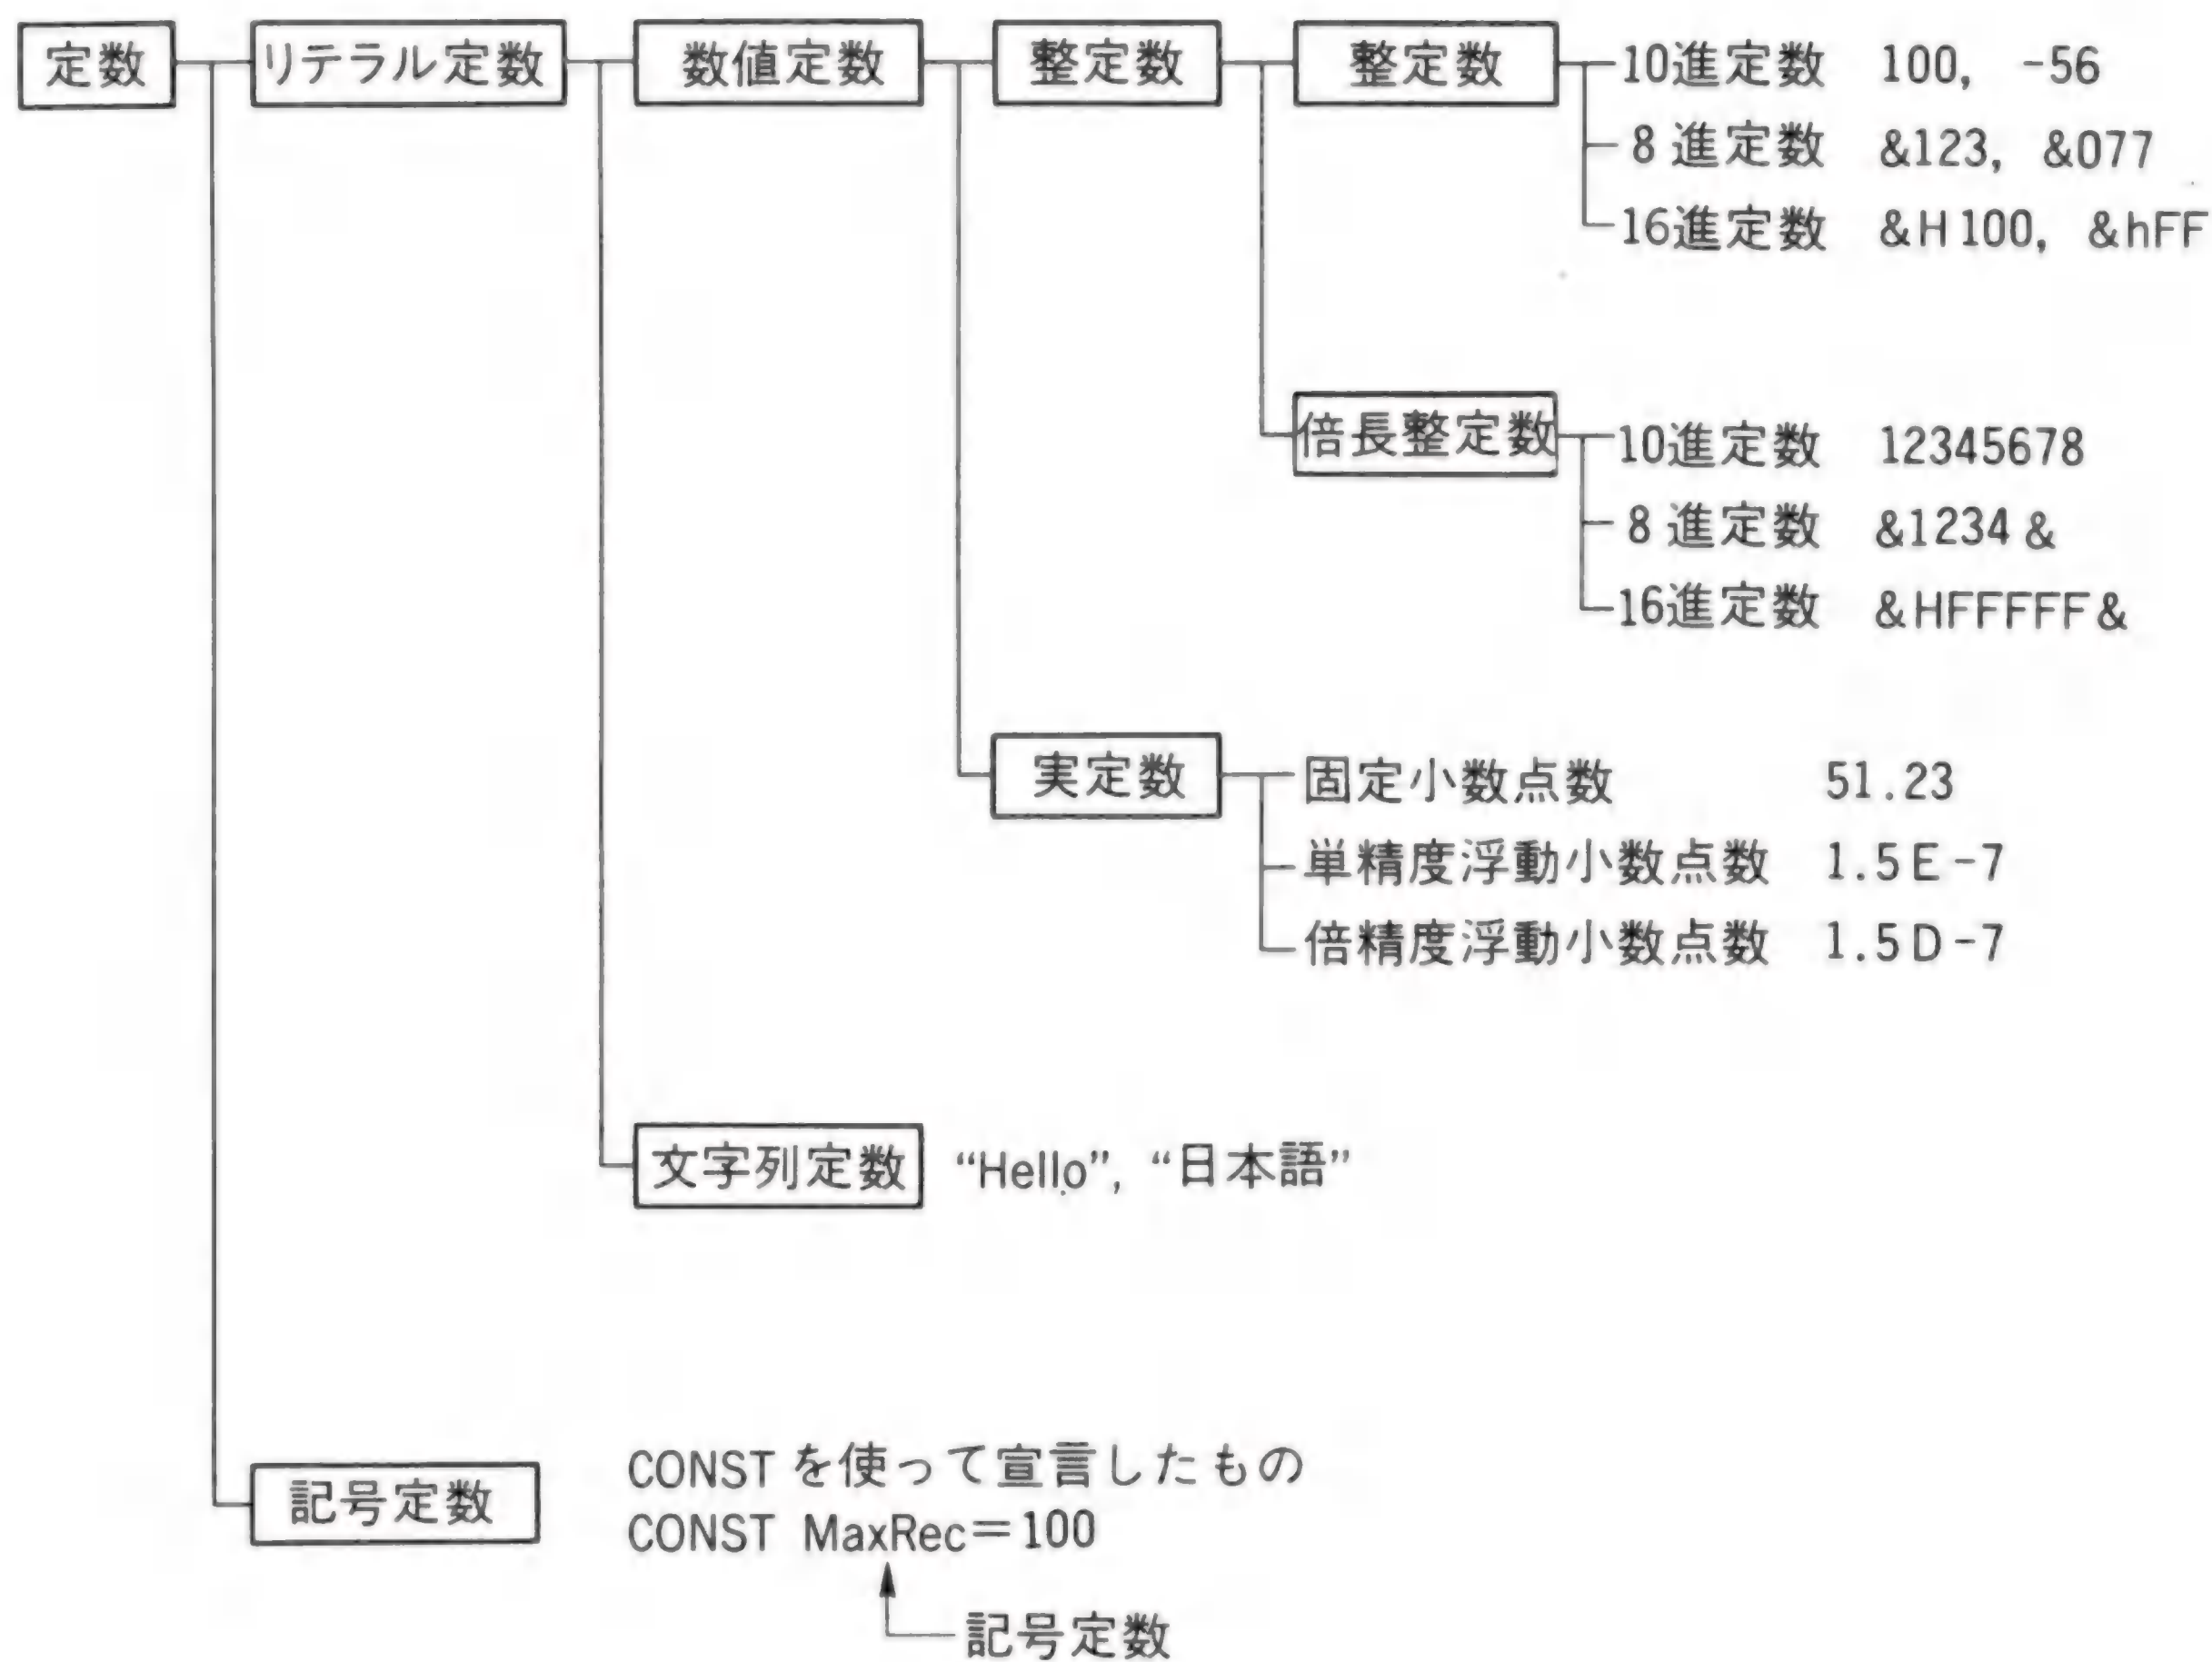 定数 リテラル定数 数値定数 整定数 整定数 10進定数 100, -56
8進定数 &123, &O77
16進定数 &H100, &hFF
倍長整定数 10進定数 12345678
8進定数 &1234&
16進定数 &HFFFFF&
実定数 固定小数点数 51.23
単精度浮動小数点数 1.5E-7
倍精度浮動小数点数 1.5D-7
文字列定数 “Hello”, “日本語”
記号定数 CONSTを使って宣言したもの
CONST MaxRec=100
記号定数